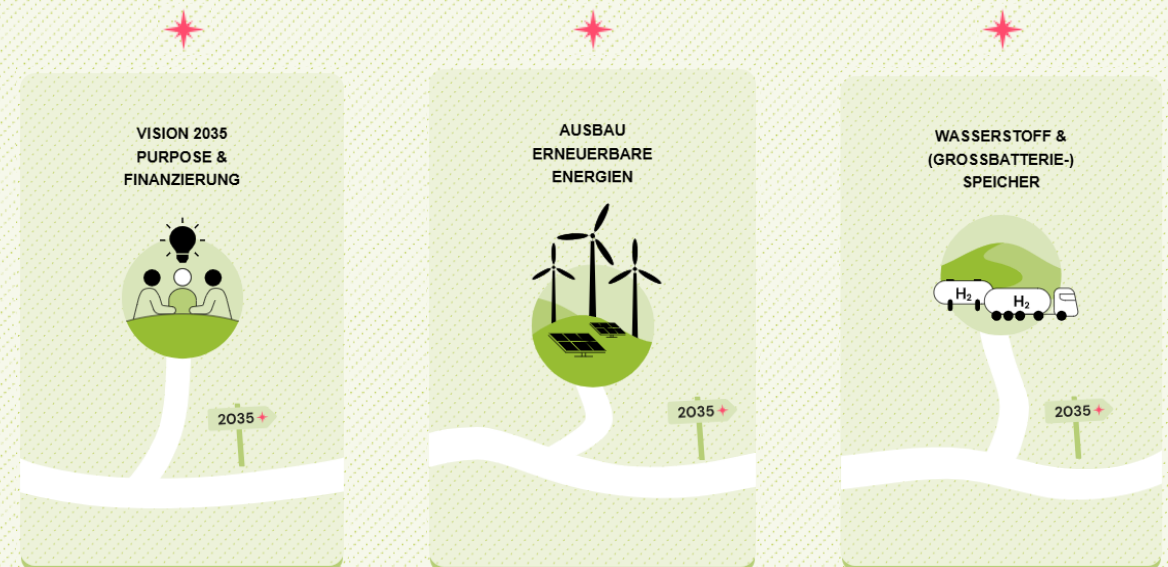 VISION 2035
PURPOSE &
FINANZIERUNG
2035
AUSBAU
ERNEUERBARE
ENERGIEN
2035
WASSERSTOFF &
(GROSSBATTERIE-)
SPEICHER
H₂
H₂
2035